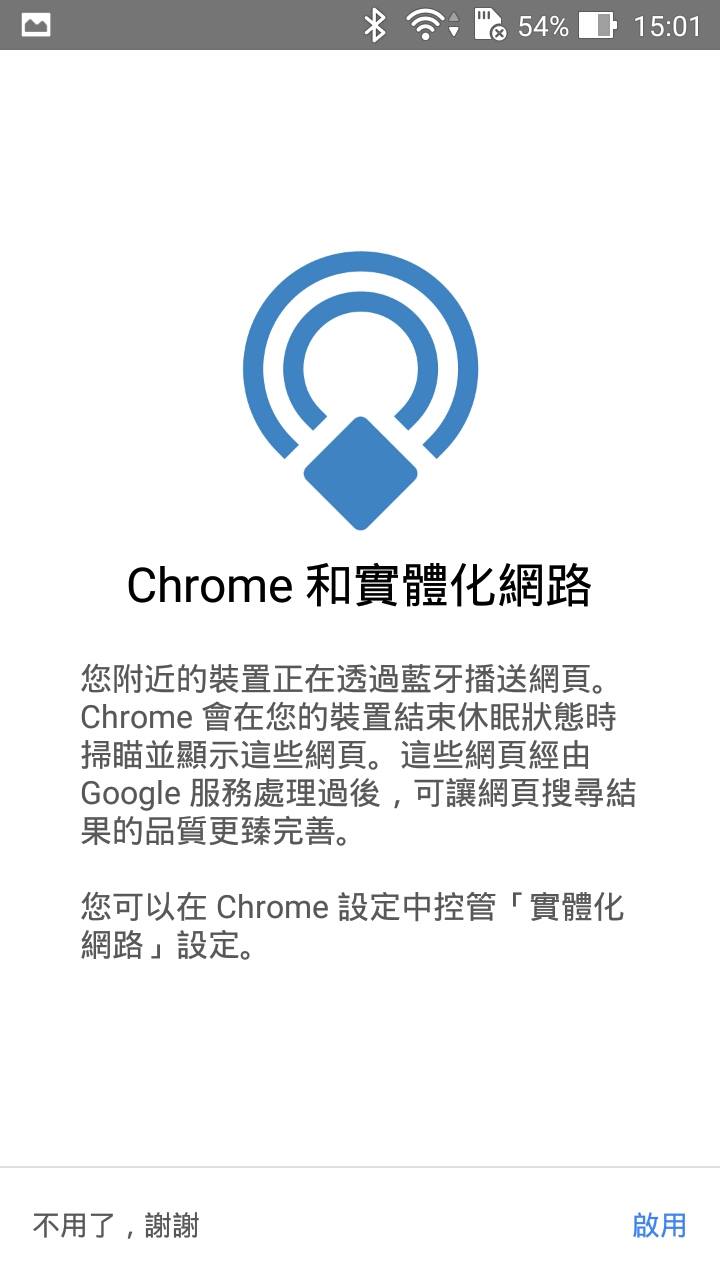 54% 15:01
Chrome 和實體化網路
您附近的裝置正在透過藍牙播送網頁。
Chrome 會在您的裝置結束休眠狀態時
掃瞄並顯示這些網頁。這些網頁經由
Google 服務處理過後，可讓網頁搜尋結
果的品質更臻完善。
您可以在 Chrome 設定中控管「實體化
網路」設定。
不用了，謝謝 啟用